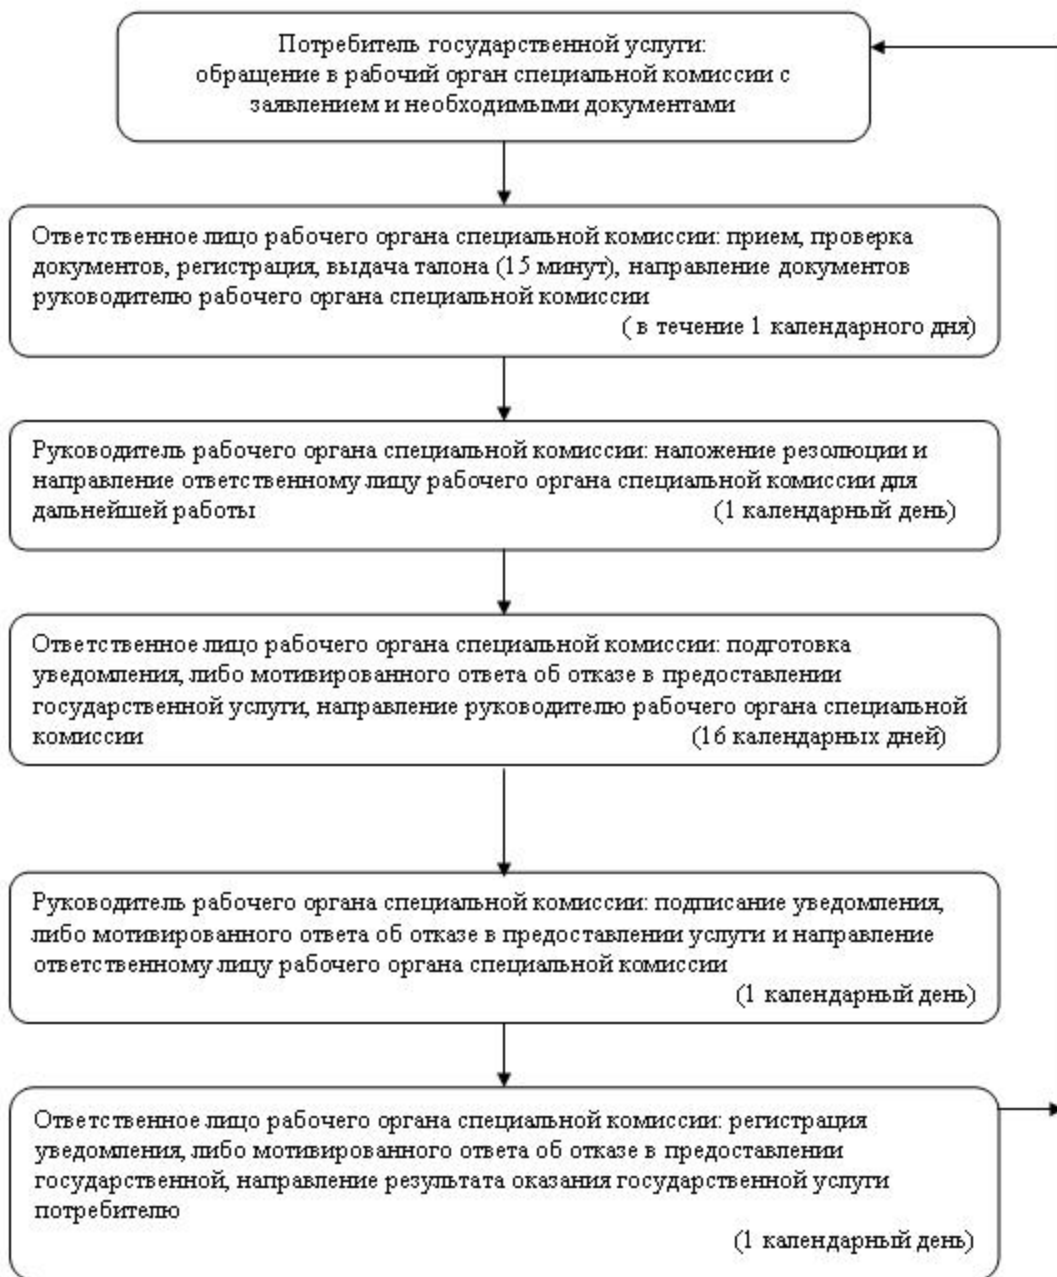 Потребитель государственной услуги:
обращение в рабочий орган специальной комиссии с
заявлением и необходимыми документами
Ответственное лицо рабочего органа специальной комиссии: прием, проверка
документов, регистрация, выдача талона (15 минут), направление документов
руководителю рабочего органа специальной комиссии
( в течение 1 календарного дня)
Руководитель рабочего органа специальной комиссии: наложение резолюции и
направление ответственному лицу рабочего органа специальной комиссии для
дальнейшей работы (1 календарный день)
Ответственное лицо рабочего органа специальной комиссии: подготовка
уведомления, либо мотивированного ответа об отказе в предоставлении
государственной услуги, направление руководителю рабочего органа специальной
комиссии (16 календарных дней)
Руководитель рабочего органа специальной комиссии: подписание уведомления,
либо мотивированного ответа об отказе в предоставлении услуги и направление
ответственному лицу рабочего органа специальной комиссии
(1 календарный день)
Ответственное лицо рабочего органа специальной комиссии: регистрация
уведомления, либо мотивированного ответа об отказе в предоставлении
государственной, направление результата оказания государственной услуги
потребителю
(1 календарный день)